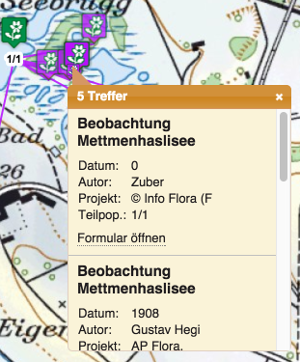 Seebrugg
1/1
5 Treffer ×
Beobachtung
Mettmenhaslisee
Datum: 0
Autor: Zuber
Projekt: © Info Flora (F
Teilpop.: 1/1
Formular öffnen
Beobachtung
Mettmenhaslisee
Datum: 1908
Autor: Gustav Hegi
Projekt: AP Flora.
Bad
26
Eigen